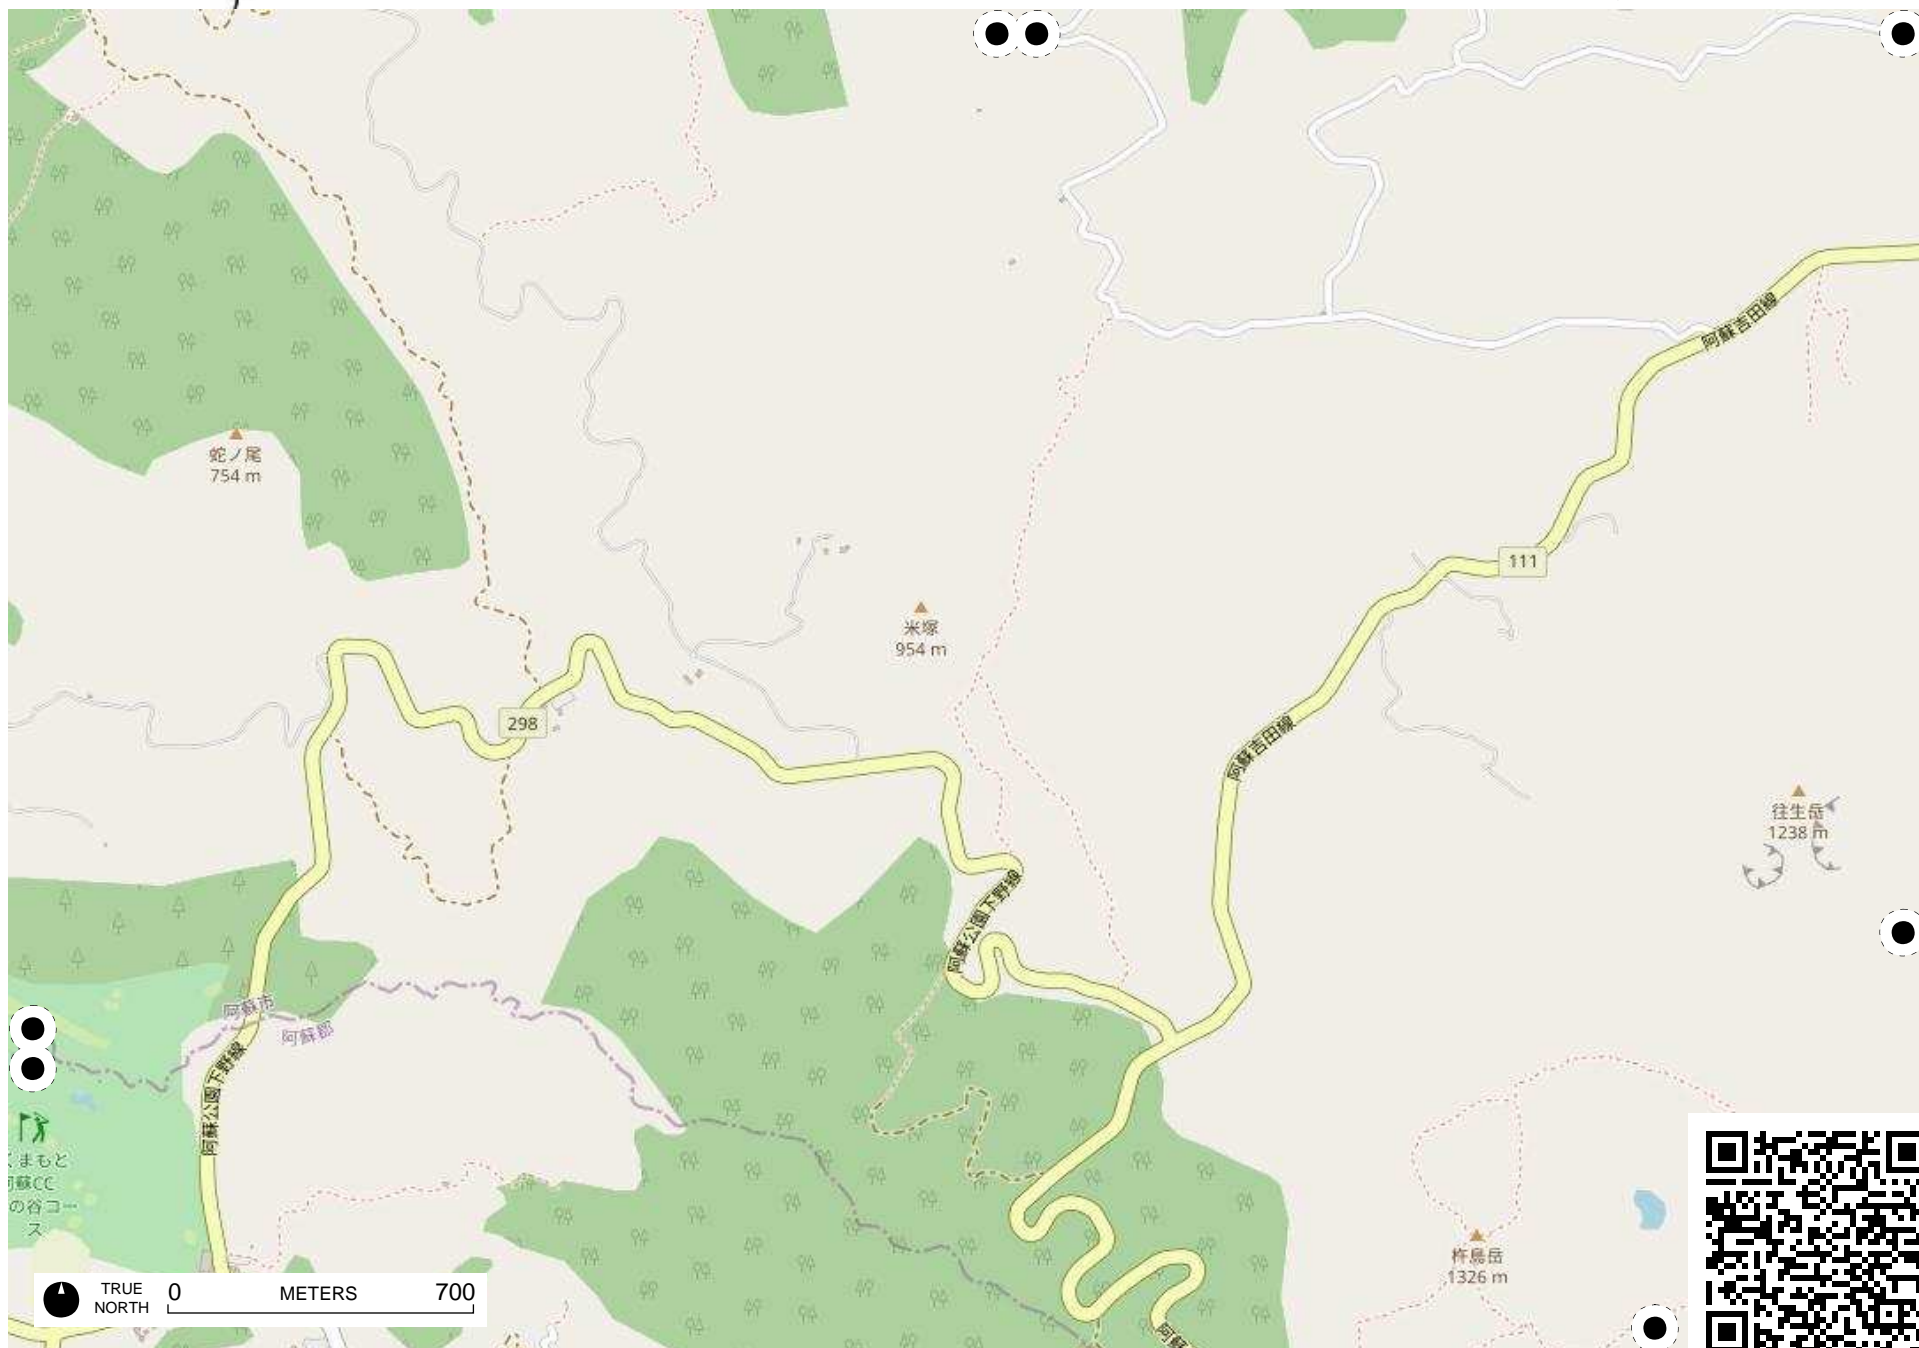 阿蘇吉田線
蛇ノ尾
754 m
111
米塚
954 m
298
阿蘇吉田線
往生岳
1238 m
阿蘇公園下野線
阿蘇市
阿蘇郡
阿蘇公園下野線
くまもと
阿蘇CC
の谷コー
ス
杵島岳
1326 m
TRUE
NORTH
0
METERS
700